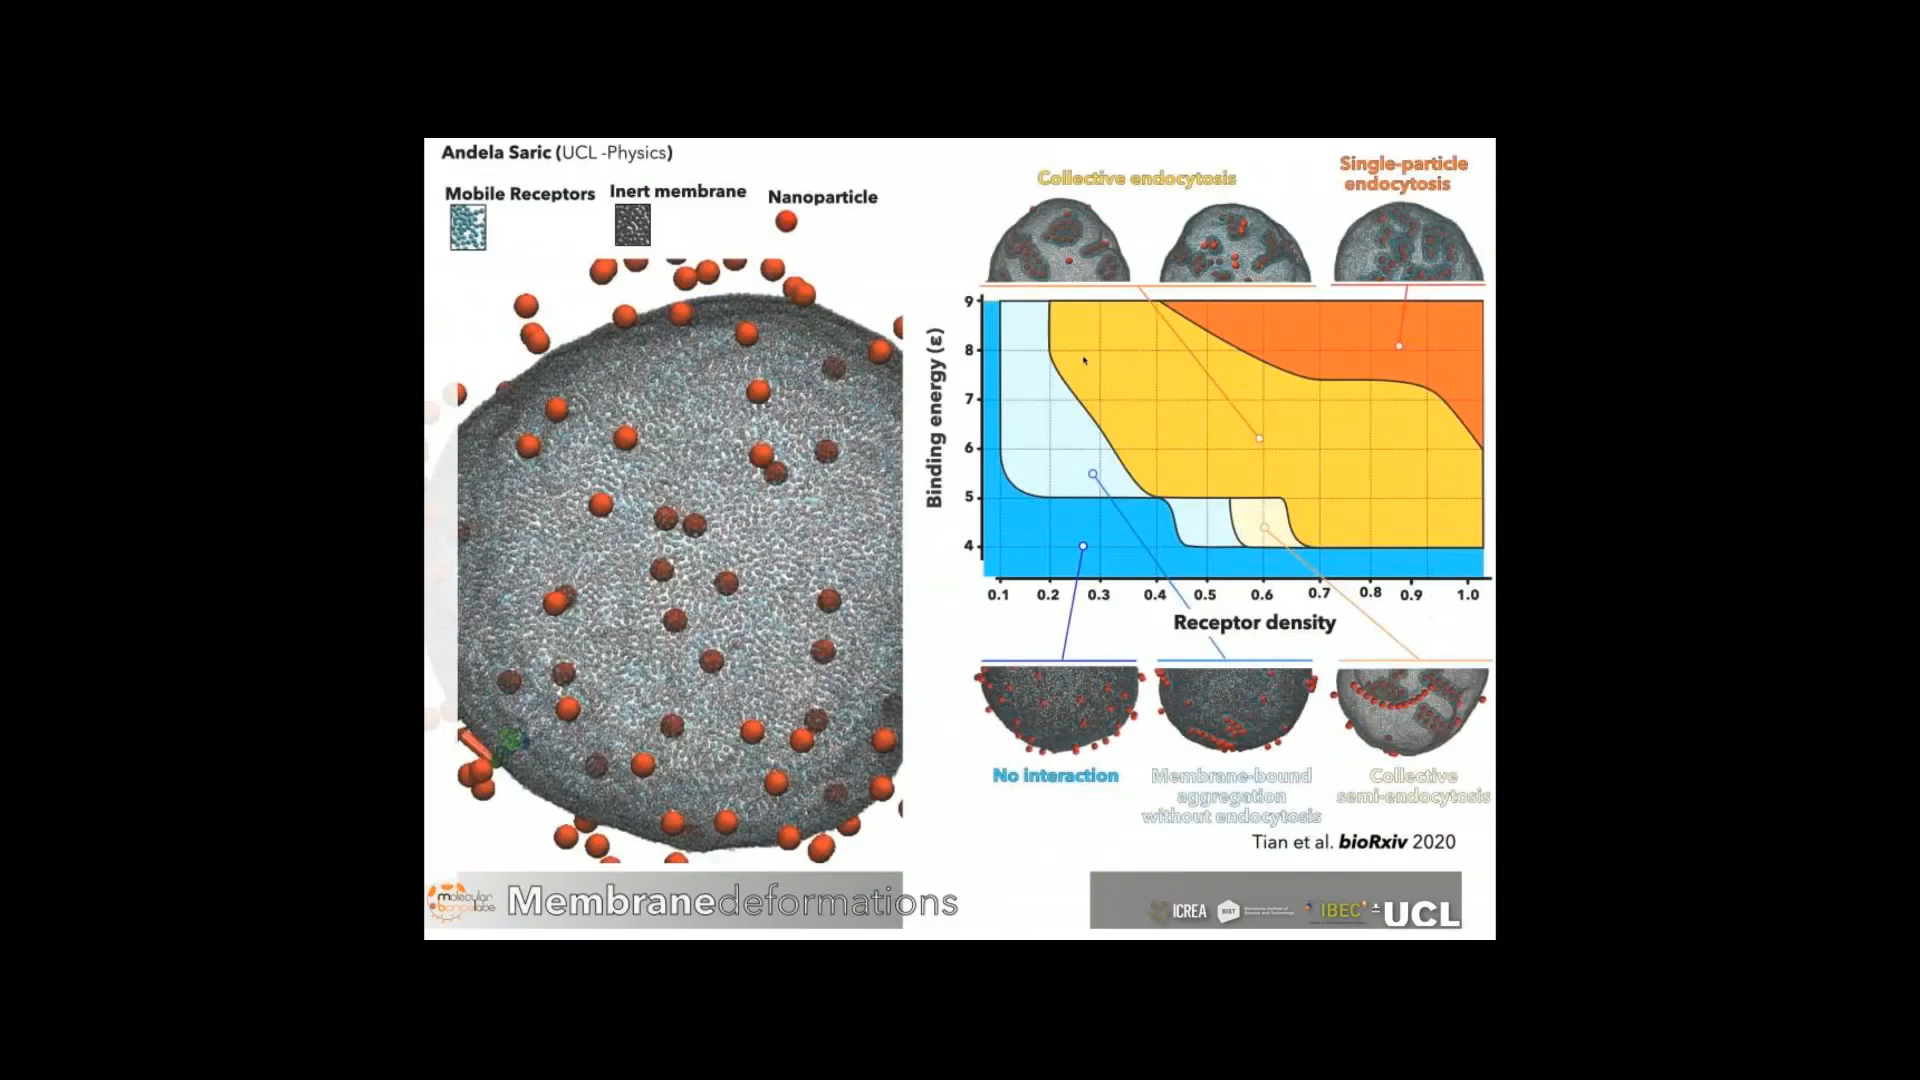 Andela Saric (UCL -Physics)
Mobile Receptors
Inert membrane
Nanoparticle
Collective endocytosis
Single-particle
endocytosis
Binding energy (ε)
9
8
7
6
5
4
0.1 0.2 0.3 0.4 0.5 0.6 0.7 0.8 0.9 1.0
Receptor density
No interaction
Membrane-bound
aggregation
without endocytosis
Collective
semi-endocytosis
Tian et al. bioRxiv 2020
molecular
Membranedeformations
ICREA
BIST
IBEC
UCL